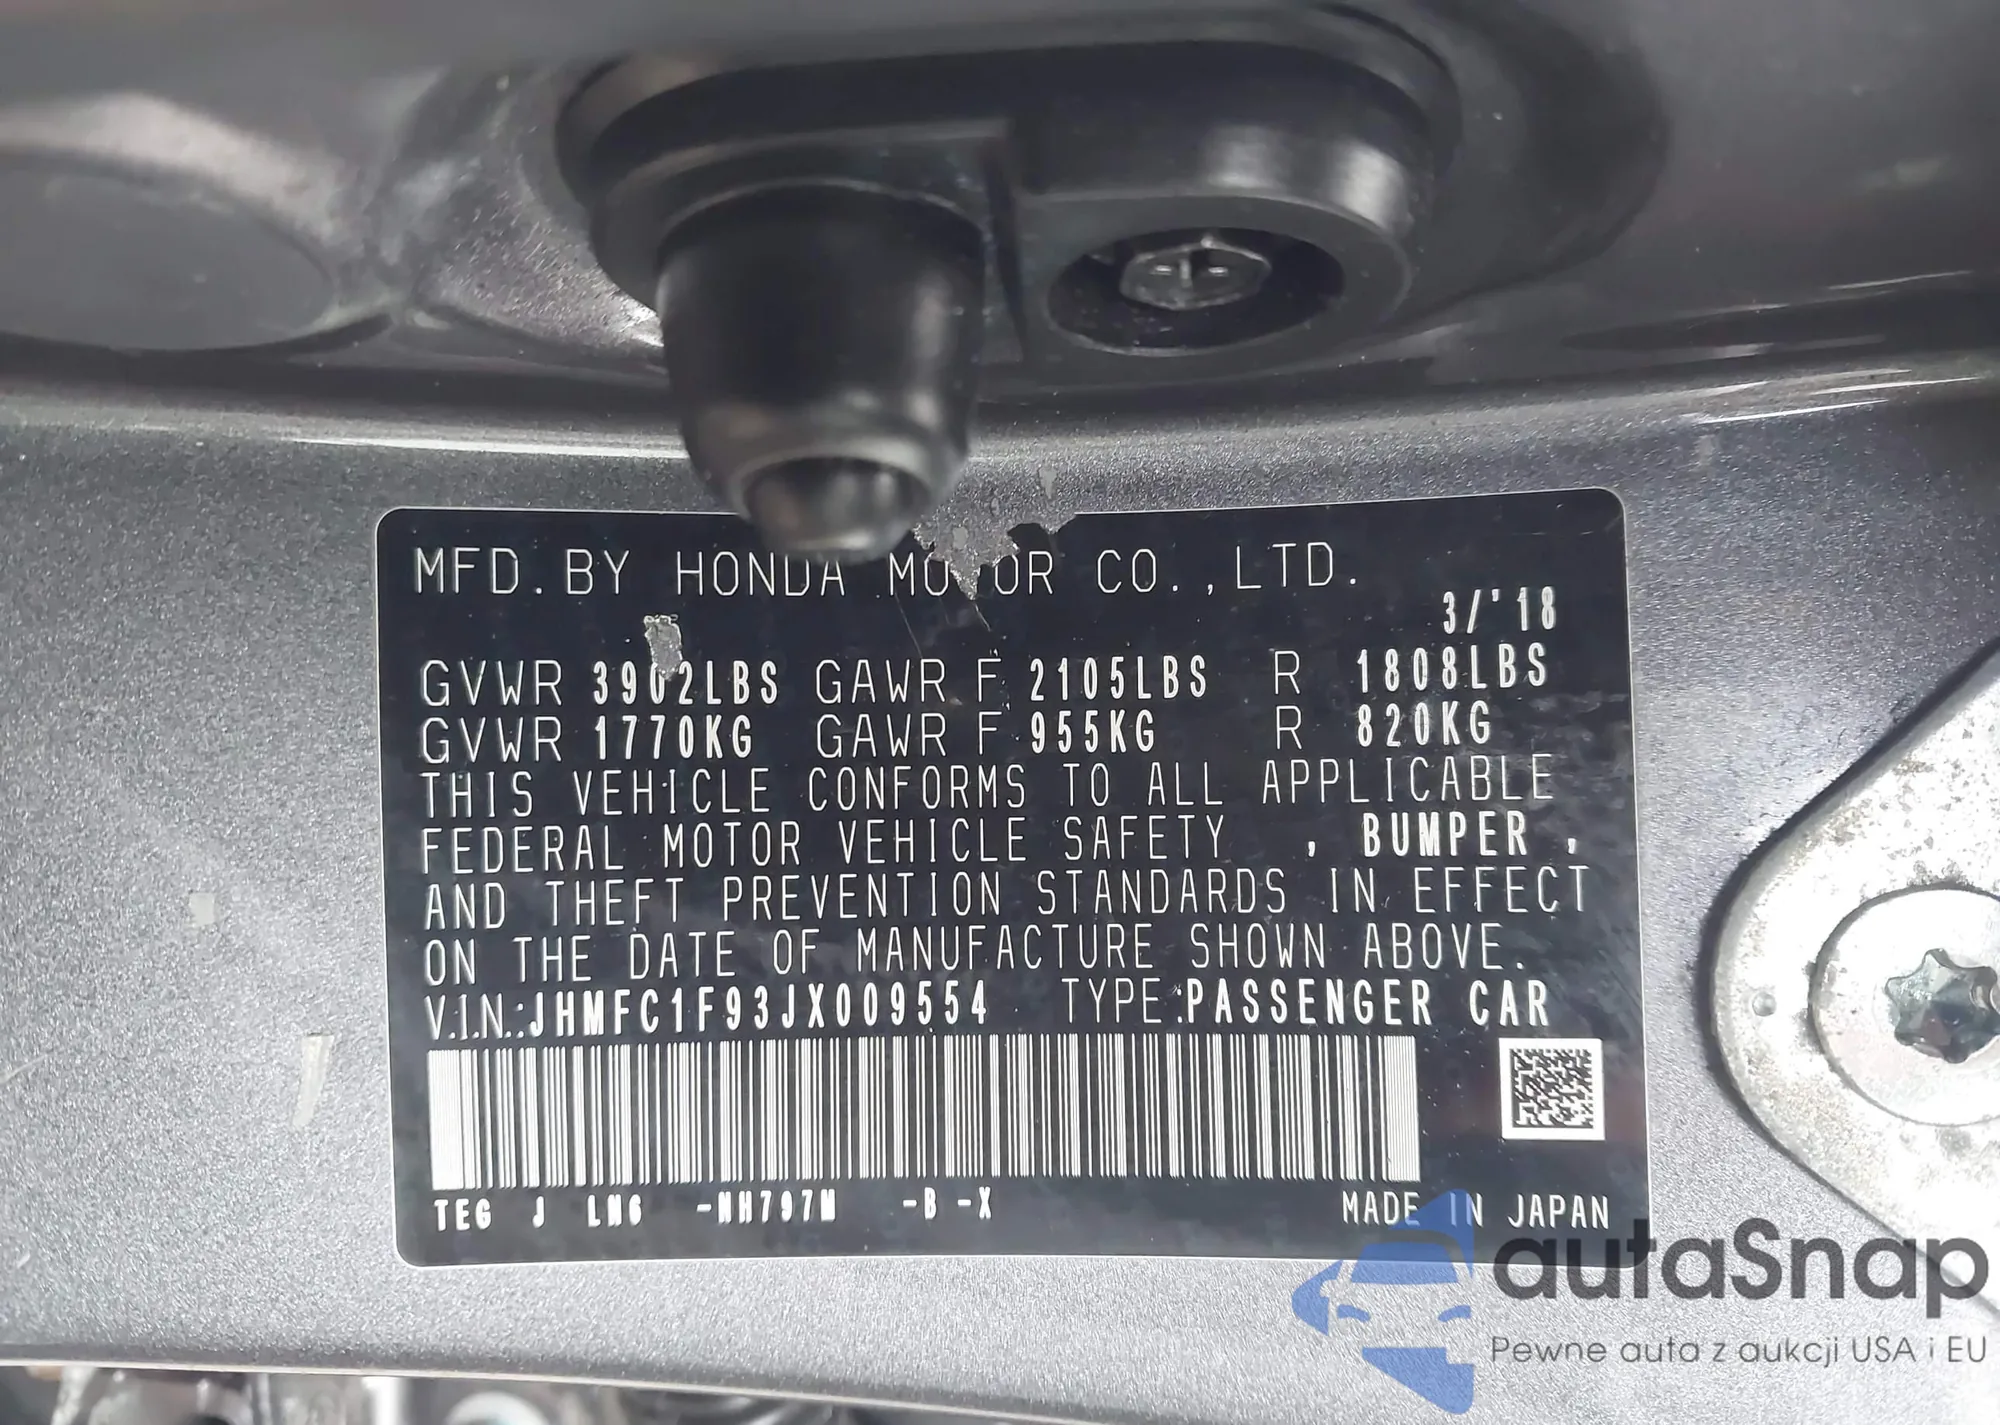 MFD. BY HONDA MOTOR CO., LTD.
3/'18
GVWR 3902LBS GAWR F 2105LBS R 1808LBS
GVWR 1770KG GAWR F 955KG R 820KG
THIS VEHICLE CONFORMS TO ALL APPLICABLE
FEDERAL MOTOR VEHICLE SAFETY , BUMPER ,
AND THEFT PREVENTION STANDARDS IN EFFECT
ON THE DATE OF MANUFACTURE SHOWN ABOVE.
V.I.N.:JHMFC1F93JX009554 TYPE:PASSENGER CAR
TEG J LM6 -NH797M -B -X MADE IN JAPAN
autaSnap
Pewne auta z aukcji USA i EU